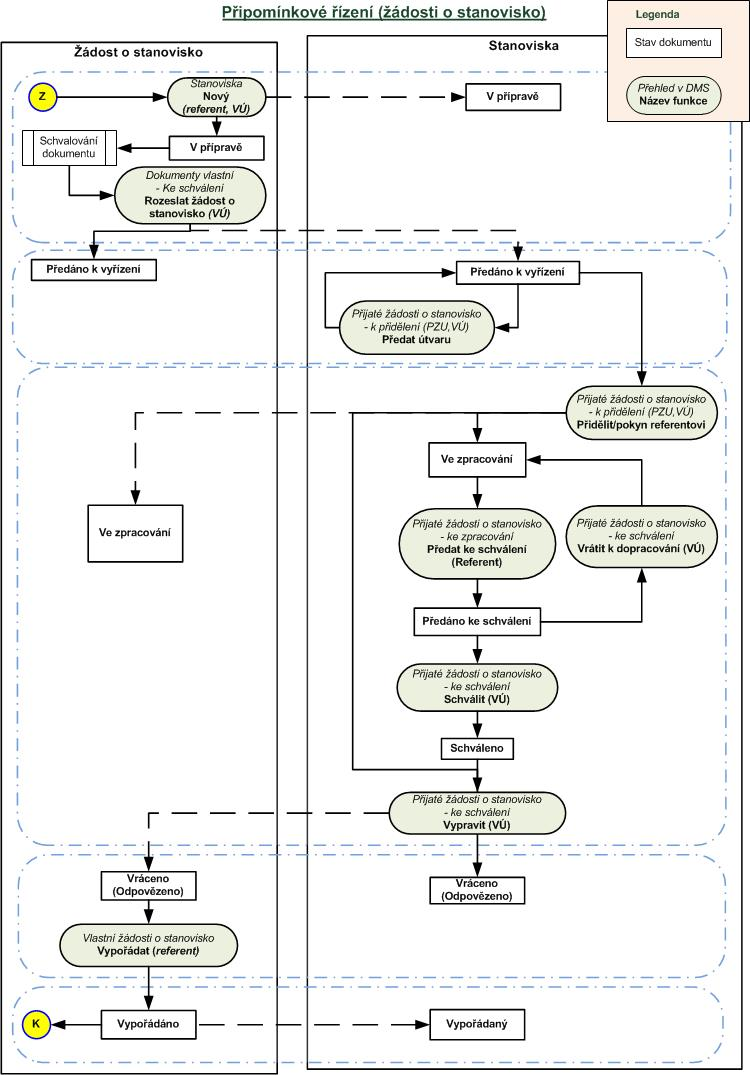 Připomínkové řízení (žádosti o stanovisko)
Legenda
Stav dokumentu
Přehled v DMS
Název funkce
Žádost o stanovisko
Stanoviska
Z
Stanoviska
Nový
(referent, VÚ)
V přípravě
V přípravě
Schvalování
dokumentu
Dokumenty vlastní
- Ke schválení
Rozeslat žádost o
stanovisko (VÚ)
Předáno k vyřízení
Předáno k vyřízení
Přijaté žádosti o stanovisko
- k přidělení (PZU,VÚ)
Předat útvaru
Přijaté žádosti o stanovisko
- k přidělení (PZU,VÚ)
Přidělit/pokyn referentovi
Ve zpracování
Ve zpracování
Přijaté žádosti o stanovisko
- ke zpracování
Předat ke schválení
(Referent)
Přijaté žádosti o stanovisko
- ke schválení
Vrátit k dopracování (VÚ)
Předáno ke schválení
Přijaté žádosti o stanovisko
- ke schválení
Schválit (VÚ)
Schváleno
Přijaté žádosti o stanovisko
- ke schválení
Vypravit (VÚ)
Vráceno
(Odpovězeno)
Vráceno
(Odpovězeno)
Vlastní žádosti o stanovisko
Vypořádat (referent)
K
Vypořádáno
Vypořádaný